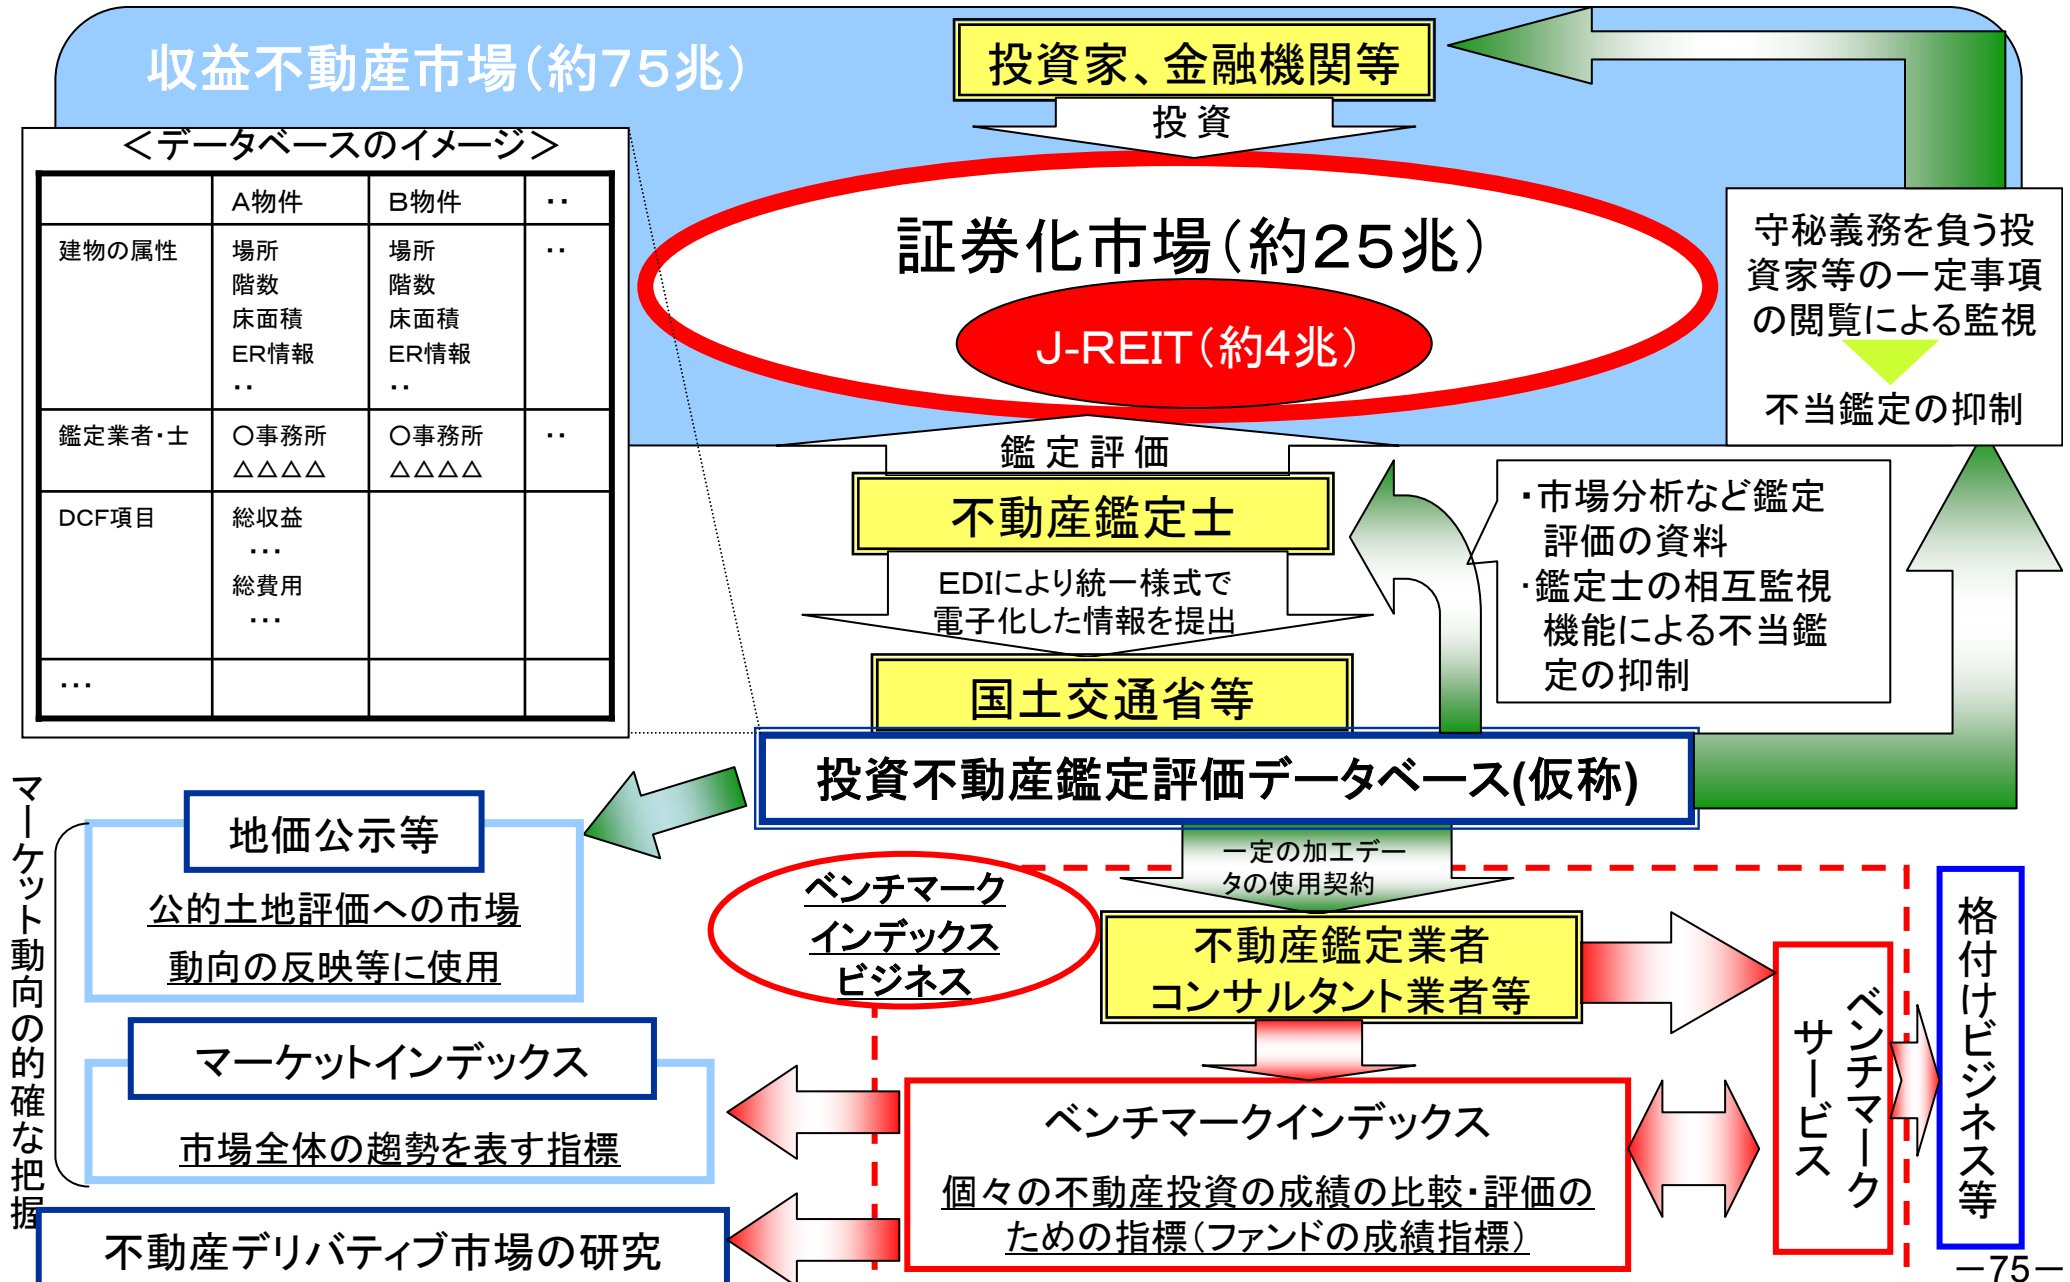 収益不動産市場(約75兆)
投資家、金融機関等
投 資
証券化市場(約25兆)
J-REIT(約4兆)
守秘義務を負う投
資家等の一定事項
の閲覧による監視
不当鑑定の抑制
<データベースのイメージ>
A物件 B物件 ・・
建物の属性 場所 場所 ・・
階数 階数
床面積 床面積
ER情報 ER情報
・・ ・・
鑑定業者・士 ○事務所 ○事務所 ・・
△△△△ △△△△
DCF項目 総収益
・・・
総費用
・・・
・・・
鑑 定 評 価
不動産鑑定士
EDIにより統一様式で
電子化した情報を提出
・市場分析など鑑定
評価の資料
・鑑定士の相互監視
機能による不当鑑
定の抑制
国土交通省等
投資不動産鑑定評価データベース(仮称)
マーケット動向の的確な把握
地価公示等
公的土地評価への市場
動向の反映等に使用
マーケットインデックス
市場全体の趨勢を表す指標
不動産デリバティブ市場の研究
一定の加工デー
タの使用契約
ベンチマーク
インデックス
ビジネス
不動産鑑定業者
コンサルタント業者等
ベンチマークインデックス
個々の不動産投資の成績の比較・評価の
ための指標(ファンドの成績指標)
ベンチマーク
サービス
格付けビジネス等
-75-